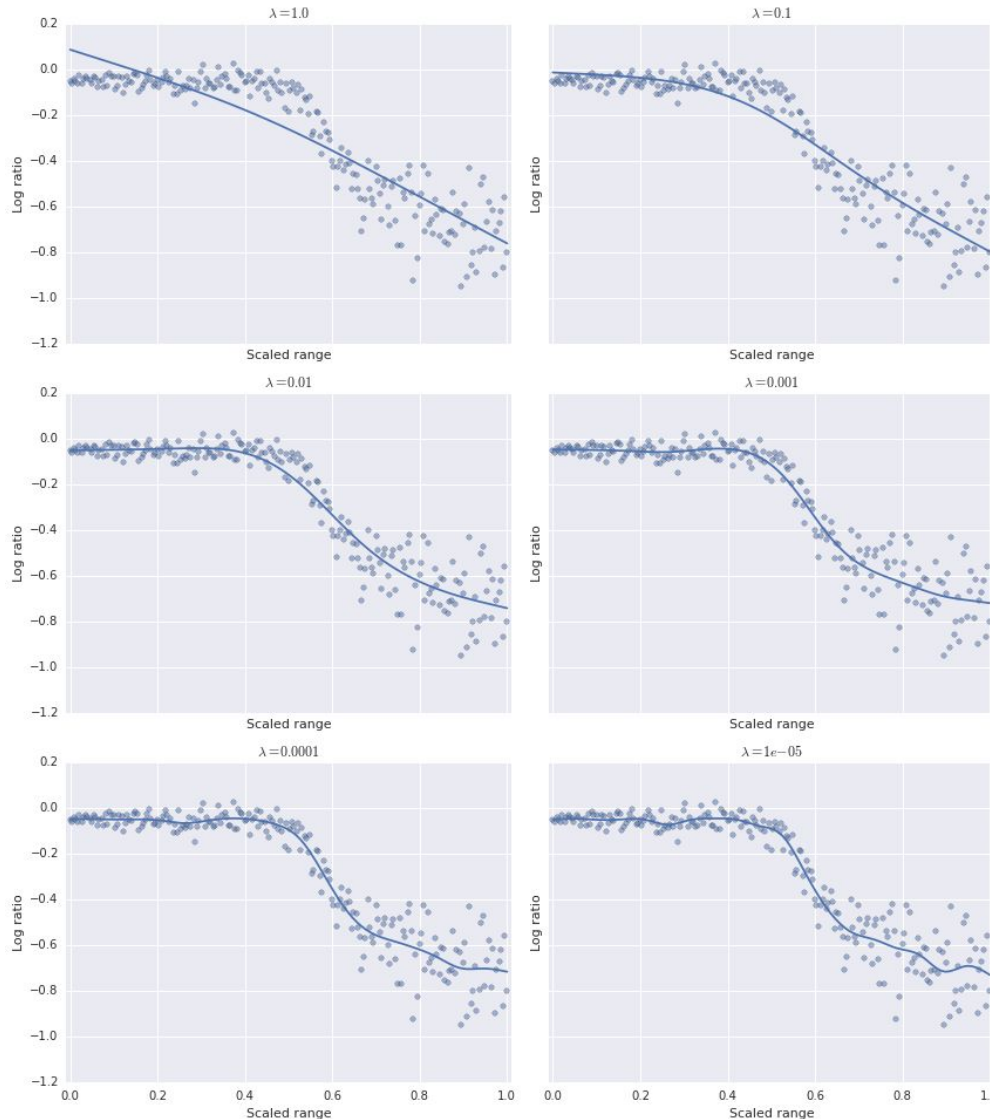 λ=1.0
λ=0.1
0.2
0.0
−0.2
−0.4
−0.6
−0.8
−1.0
−1.2
Log ratio
Log ratio
Scaled range
Scaled range
λ=0.01
λ=0.001
0.2
0.0
−0.2
−0.4
−0.6
−0.8
−1.0
−1.2
Log ratio
Log ratio
Scaled range
Scaled range
λ=0.0001
λ=1e−05
0.2
0.0
−0.2
−0.4
−0.6
−0.8
−1.0
−1.2
Log ratio
Log ratio
0.0 0.2 0.4 0.6 0.8 1.0
0.0 0.2 0.4 0.6 0.8
Scaled range
Scaled range